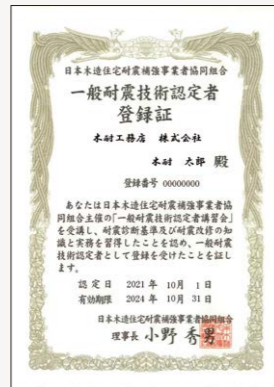 日本木造住宅耐震補強事業者協同組合
一般耐震技術認定者
登録証
木耐工務店　株式会社
木耐　太郎 殿
登録番号 00000000
あなたは日本木造住宅耐震補強事業者協
同組合主催の「一般耐震技術認定者講習会」
を受講し、耐震診断基準及び耐震改修の知
識と実務を習得したことを認め、一般耐震
技術認定者として登録を受けたことを証し
ます。
認定日　2021 年 10月 1日
有効期限　2024 年 10月 31日
日本木造住宅耐震補強事業者協同組合
理事長 小野 秀男